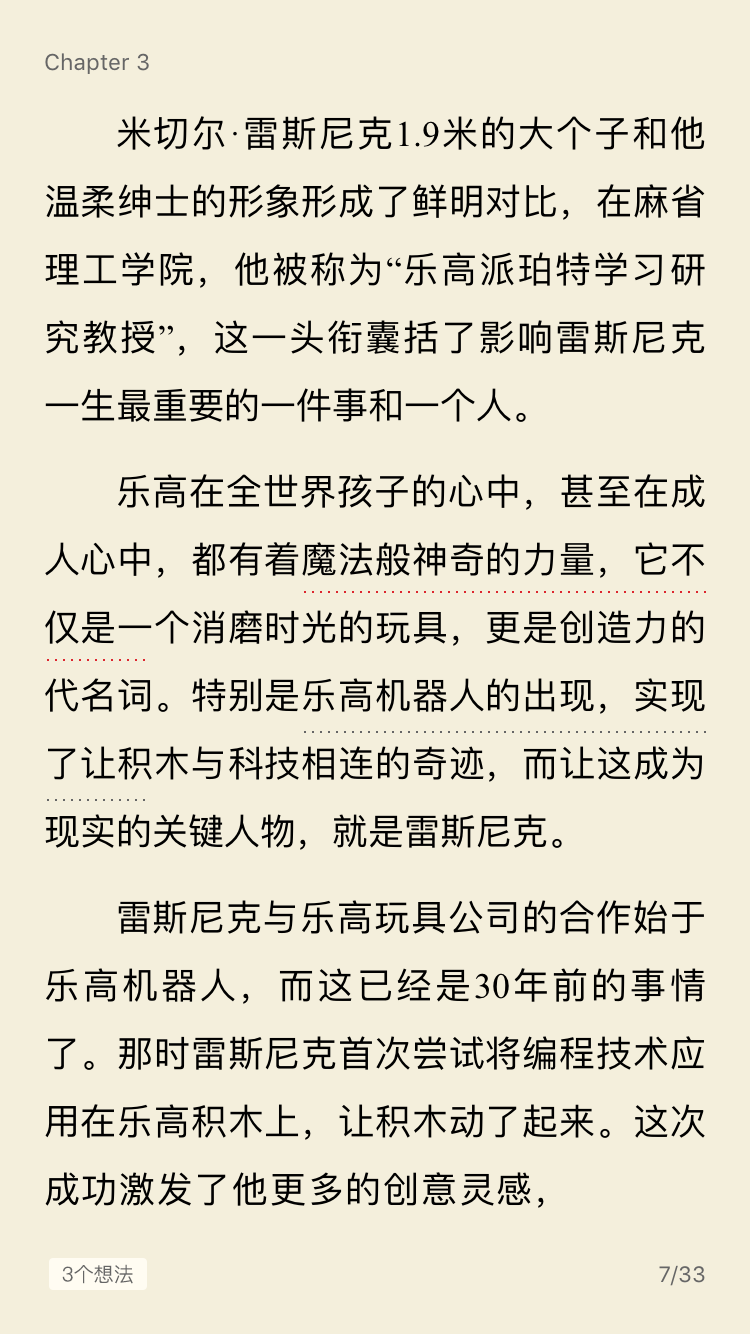 Chapter 3
米切尔·雷斯尼克1.9米的大个子和他
温柔绅士的形象形成了鲜明对比，在麻省
理工学院，他被称为“乐高派珀特学习研
究教授”，这一头衔囊括了影响雷斯尼克
一生最重要的一件事和一个人。
乐高在全世界孩子的心中，甚至在成
人心中，都有着魔法般神奇的力量，它不
仅是一个消磨时光的玩具，更是创造力的
代名词。特别是乐高机器人的出现，实现
了让积木与科技相连的奇迹，而让这成为
现实的关键人物，就是雷斯尼克。
雷斯尼克与乐高玩具公司的合作始于
乐高机器人，而这已经是30年前的事情
了。那时雷斯尼克首次尝试将编程技术应
用在乐高积木上，让积木动了起来。这次
成功激发了他更多的创意灵感，
3个想法
7/33